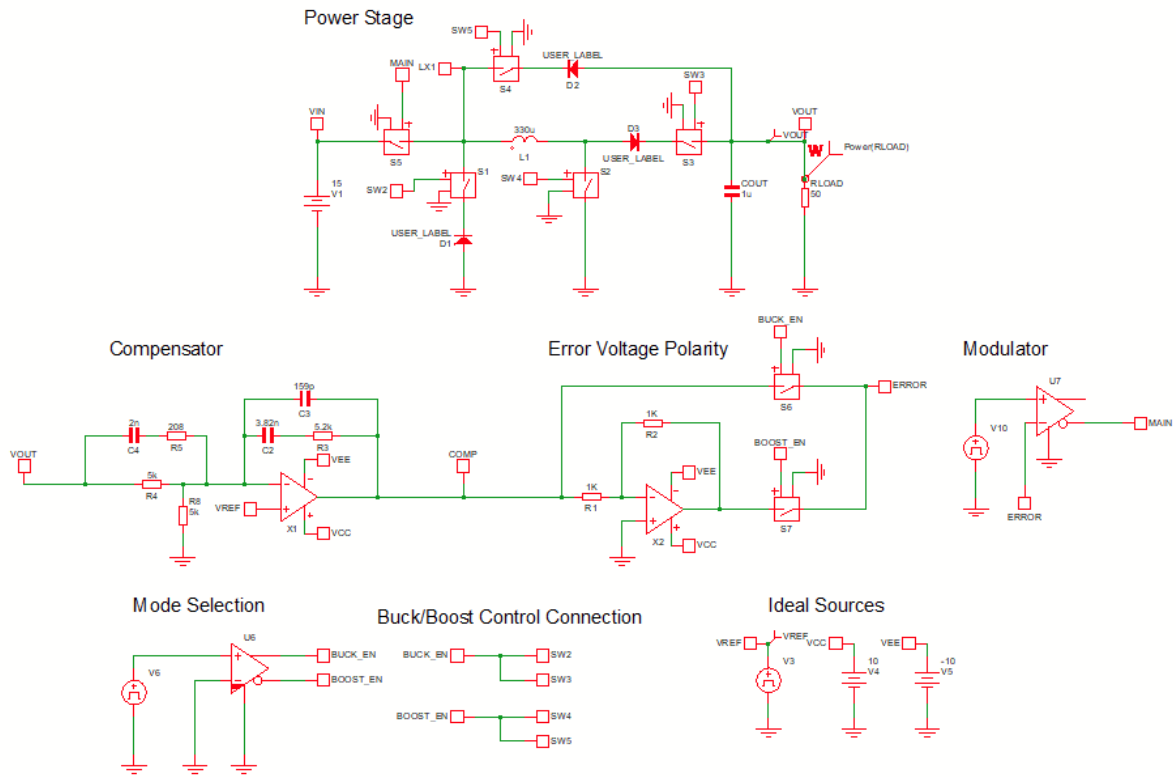 Power Stage
SW5
USER_LABEL
MAIN
LX1
SW3
S4
D2
VIN
VOUT
330u
D3
VOUT
W
Power(RLOAD)
S5
L1
USER_LABEL
S3
S1
S2
SW2
SW4
15
V1
COUT
1u
RLOAD
50
USER_LABEL
D1
BUCK_EN
Compensator
Error Voltage Polarity
Modulator
159p
C3
S6
ERROR
U7
2n
208
3.82n
5.2k
1K
MAIN
C4
R5
C2
R3
R2
V10
VOUT
COMP
BOOST_EN
5k
VEE
VEE
R4
R8
5k
1K
R1
VREF
ERROR
X1
VCC
X2
VCC
S7
Mode Selection
Buck/Boost Control Connection
Ideal Sources
U6
VREF
VREF
VCC
VEE
BUCK_EN
BUCK_EN
SW2
V6
BOOST_EN
SW3
V3
10
V4
-10
V5
BOOST_EN
SW4
SW5